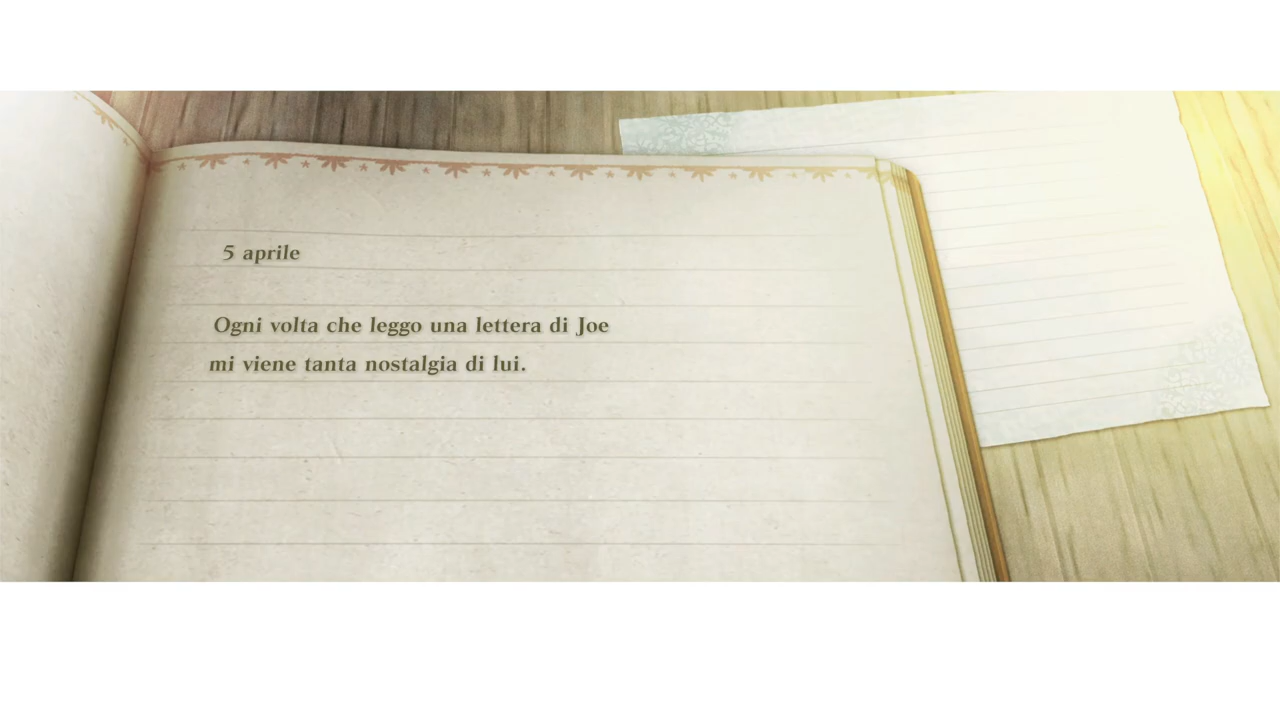 5 aprile
Ogni volta che leggo una lettera di Joe
mi viene tanta nostalgia di lui.